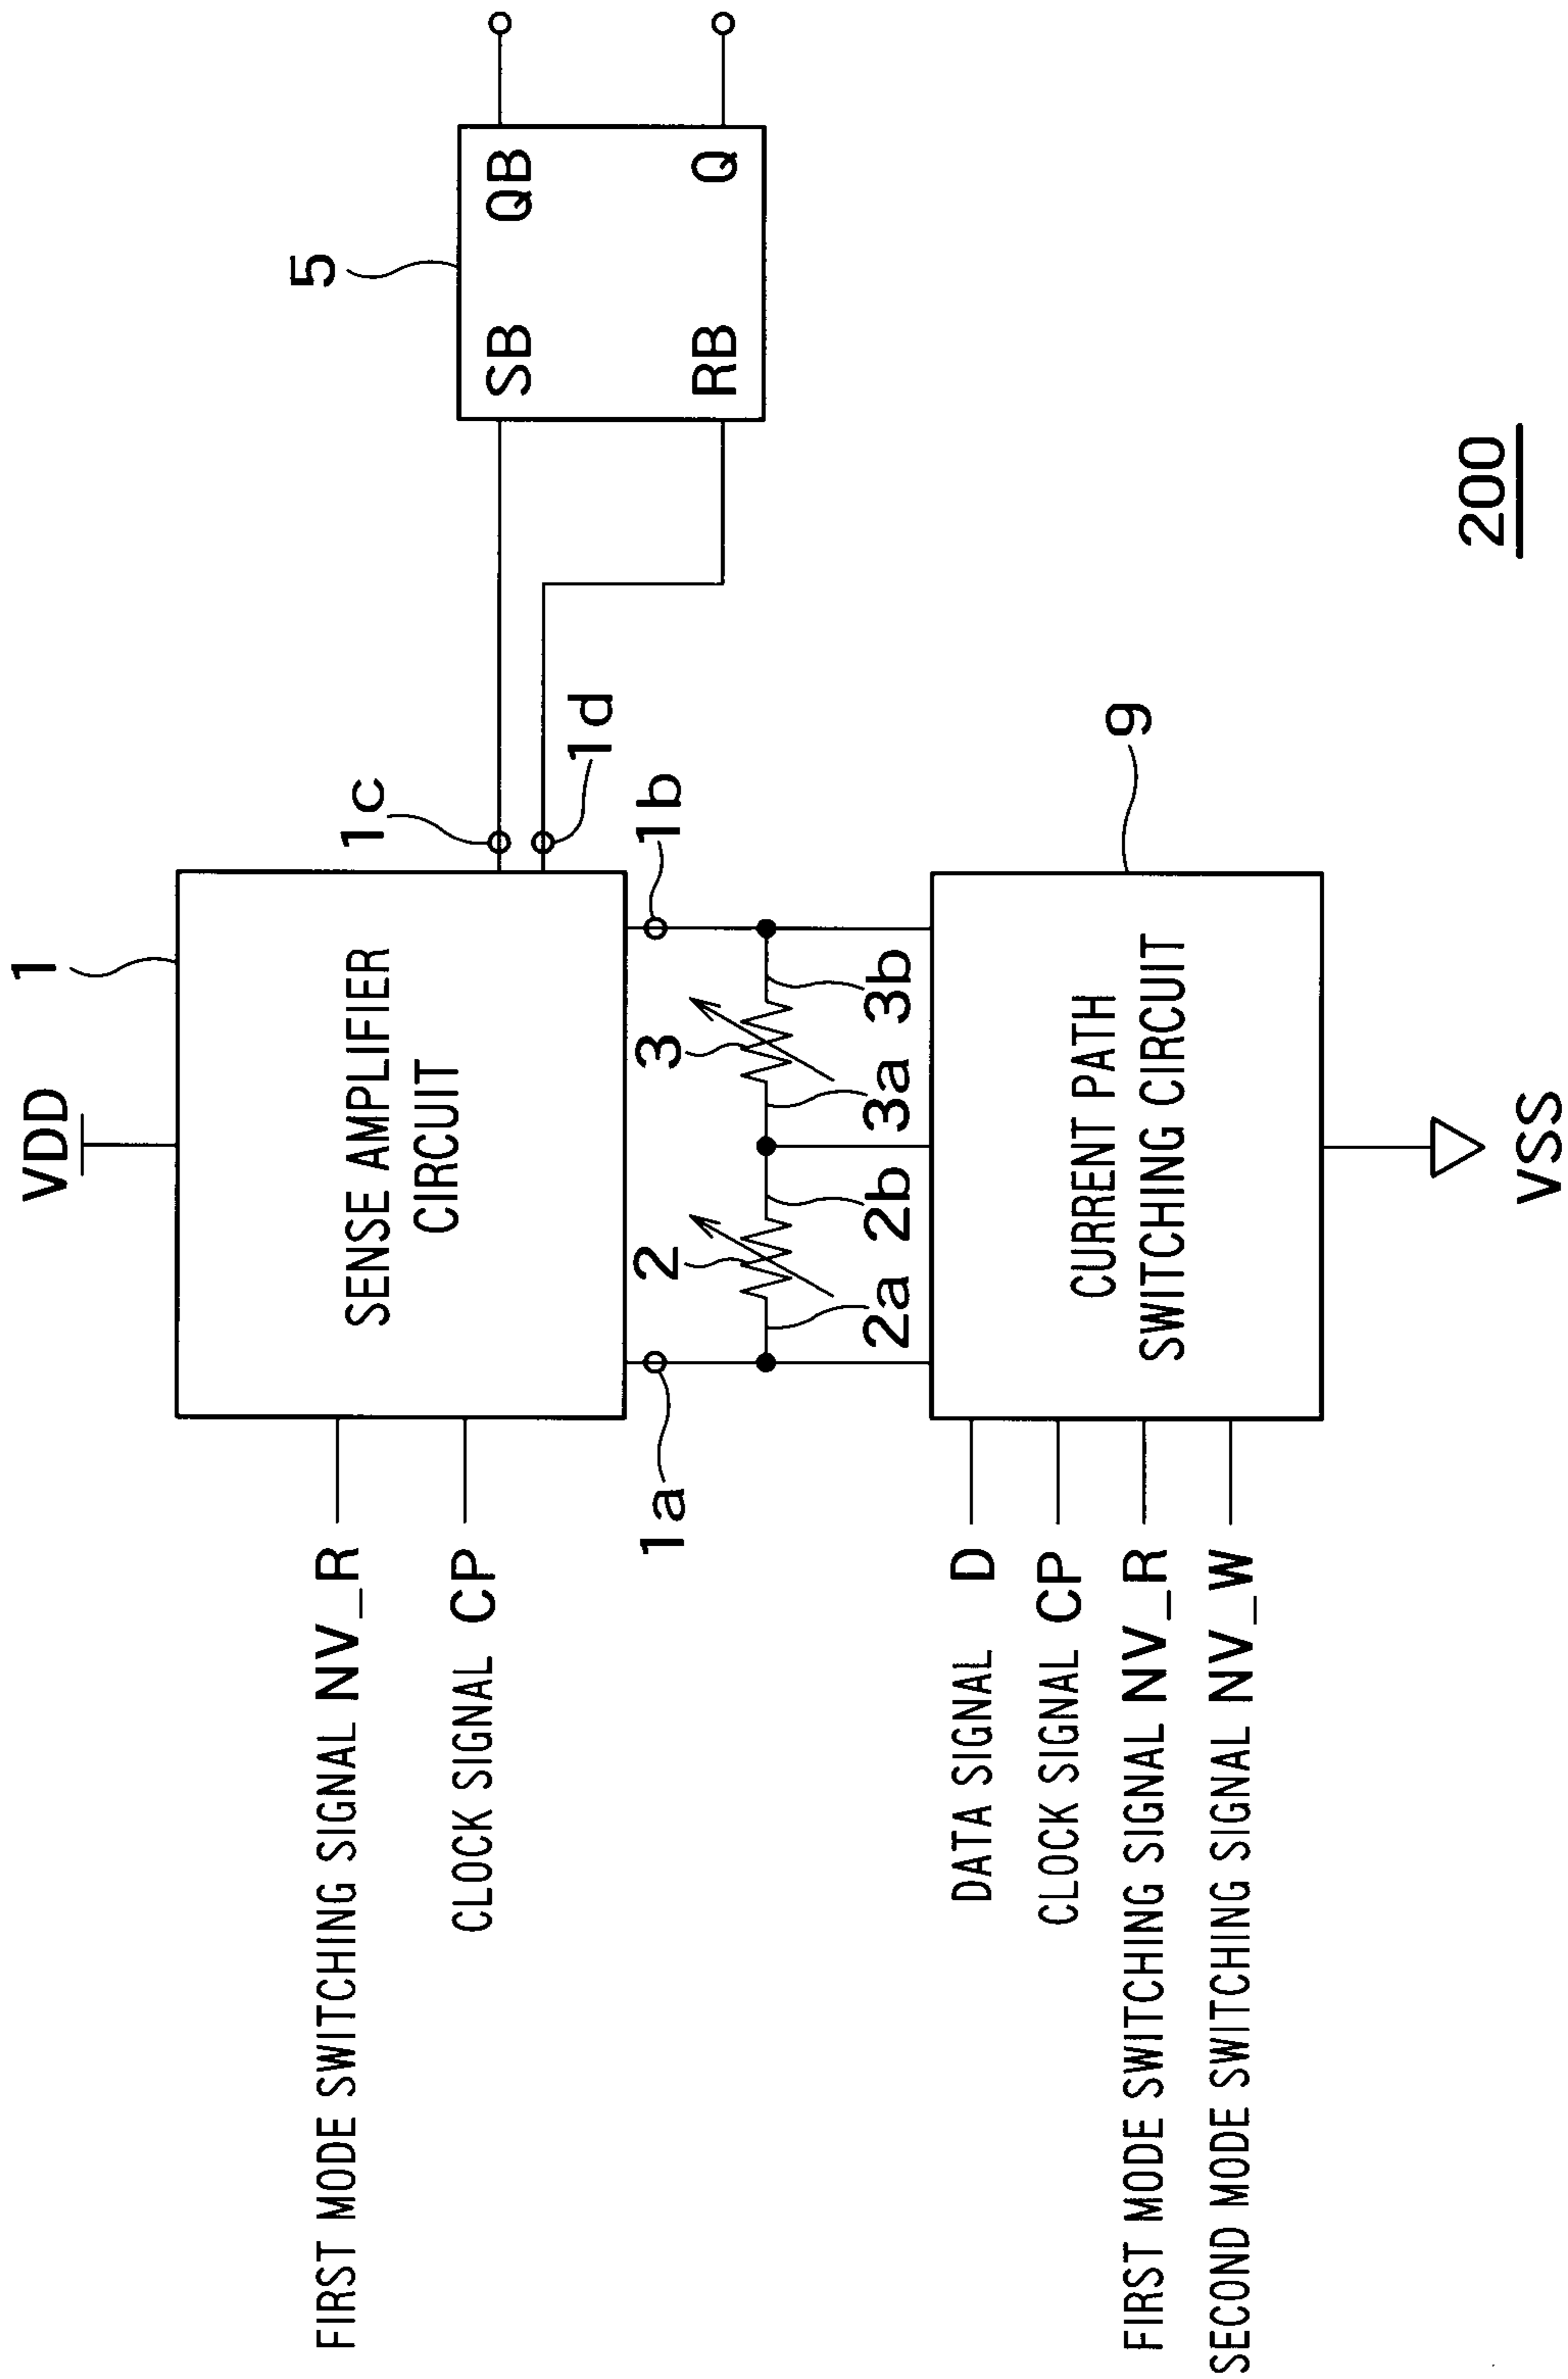 VDD
1
5
SENSE AMPLIFIER
CIRCUIT
FIRST MODE SWITCHING SIGNAL NV_R
CLOCK SIGNAL CP
1c
1d
SB
QB
RB
Q
1a
1b
2
3
2a
2b
3a
3b
9
CURRENT PATH
SWITCHING CIRCUIT
DATA SIGNAL D
CLOCK SIGNAL CP
FIRST MODE SWITCHING SIGNAL NV_R
SECOND MODE SWITCHING SIGNAL NV_W
VSS
200